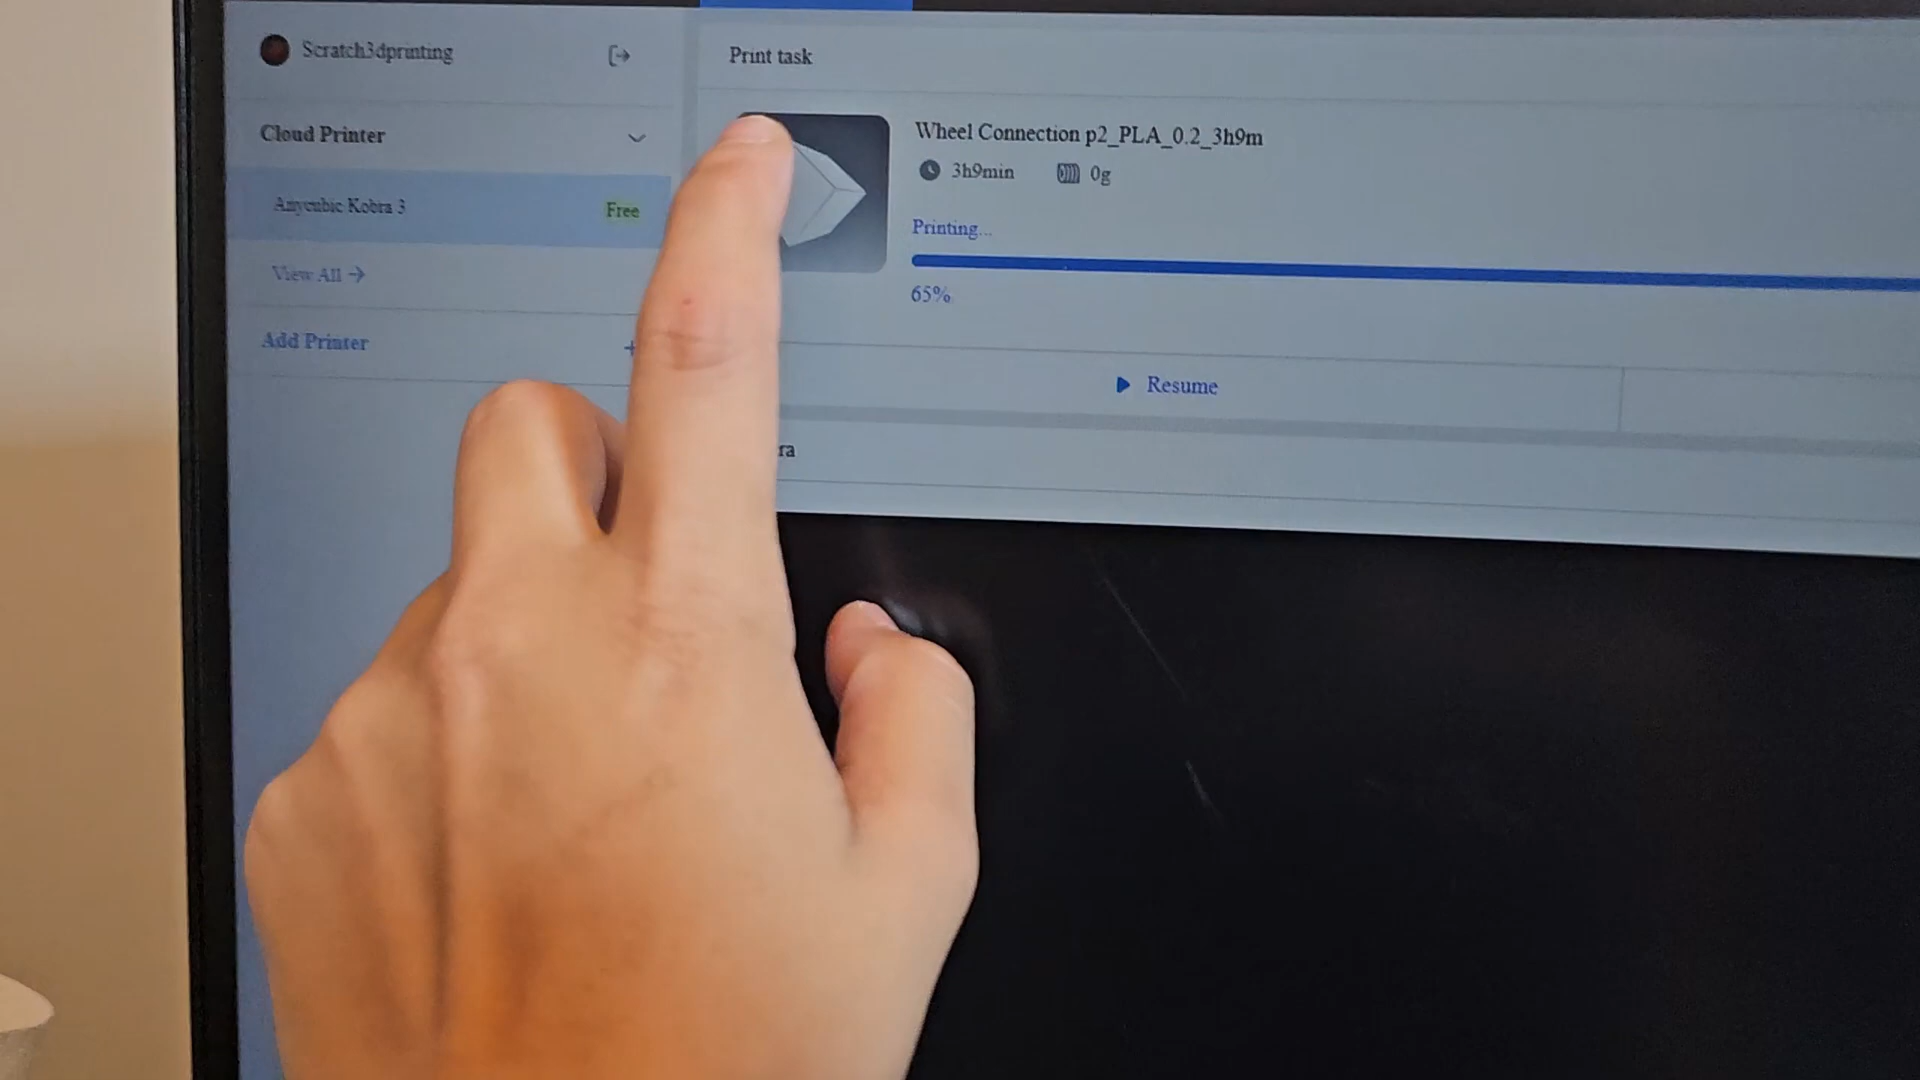 Scratch3dprinting
Cloud Printer
Anycubic Kobra 3
Free
View All
Add Printer
Print task
Wheel Connection p2_PLA_0.2_3h9m
3h9min
0g
Printing...
65%
Resume
ra